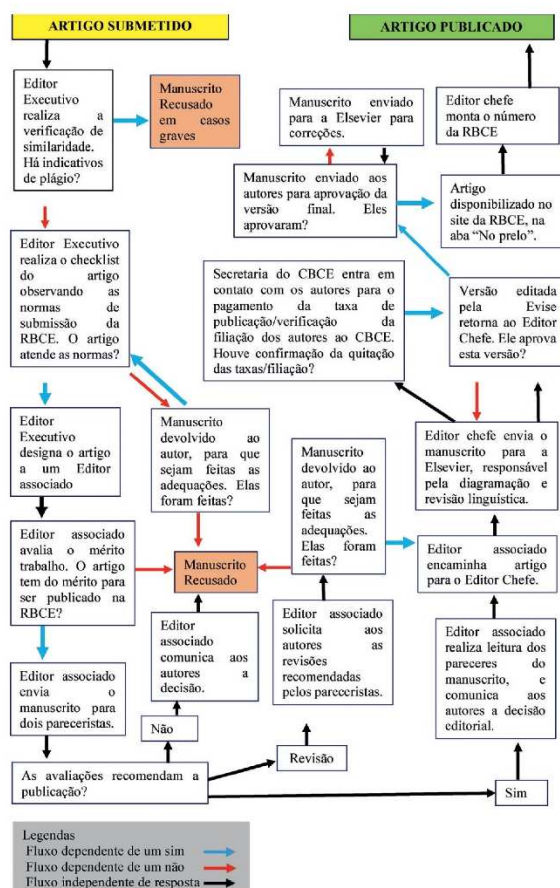 ARTIGO SUBMETIDO
ARTIGO PUBLICADO
Editor
Executivo
realiza a
verificação de
similaridade.
Há indicativos
de plágio?
Manuscrito
Recusado
em casos
graves
Manuscrito enviado
para a Elsevier para
correções.
Editor chefe
monta o número
da RBCE
Manuscrito enviado aos
autores para aprovação da
versão final. Eles
aprovaram?
Artigo
disponibilizado no
site da RBCE, na
aba “No prelo”.
Editor Executivo
realiza o checklist
do artigo
observando as
normas de
submissão da
RBCE. O artigo
atende as normas?
Secretaria do CBCE entra em
contato com os autores para o
pagamento da taxa de
publicação/verificação da
filiação dos autores ao CBCE.
Houve confirmação da quitação
das taxas/filiação?
Versão editada
pela Evise
retorna ao Editor
Chefe. Ele aprova
esta versão?
Editor
Executivo
designa o artigo
a um Editor
associado
Manuscrito
devolvido ao
autor, para que
sejam feitas as
adequações. Elas
foram feitas?
Manuscrito
devolvido ao
autor, para
que sejam
feitas as
adequações.
Elas foram
feitas?
Editor chefe envia o
manuscrito para a
Elsevier, responsável
pela diagramação e
revisão linguística.
Editor associado
avalia o mérito
trabalho. O artigo
tem do mérito para
ser publicado na
RBCE?
Manuscrito
Recusado
Editor associado
encaminha artigo
para o Editor Chefe.
Editor
associado
comunica aos
autores a
decisão.
Editor associado
solicita aos
autores as
revisões
recomendadas
pelos pareceristas.
Editor associado
realiza leitura dos
pareceres do
manuscrito, e
comunica aos
autores a decisão
editorial.
Editor associado
envia o
manuscrito para
dois pareceristas.
Não
Revisão
As avaliações recomendam a
publicação?
Sim
Legendas
Fluxo dependente de um sim
Fluxo dependente de um não
Fluxo independente de resposta